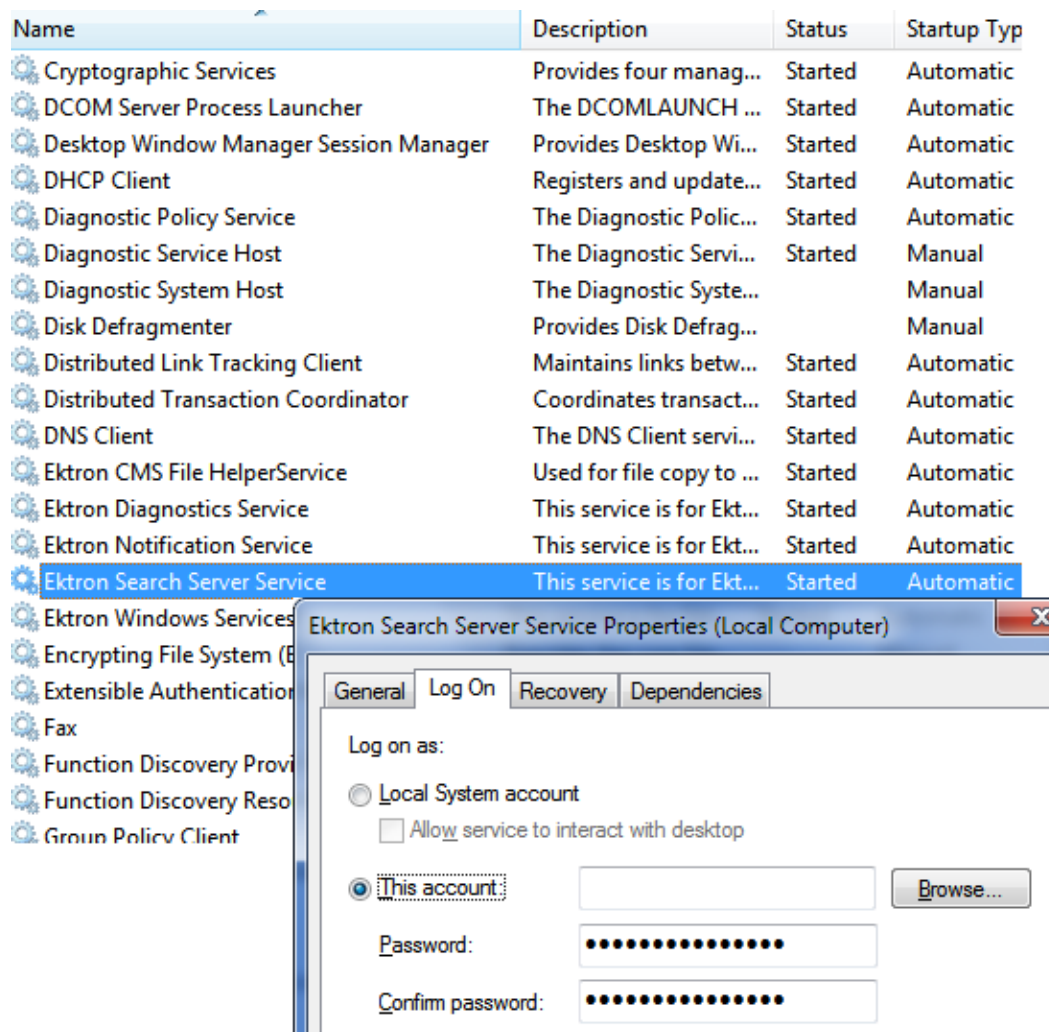 Name Description Status Startup Typ
Cryptographic Services Provides four manag... Started Automatic
DCOM Server Process Launcher The DCOMLAUNCH ... Started Automatic
Desktop Window Manager Session Manager Provides Desktop Wi... Started Automatic
DHCP Client Registers and update... Started Automatic
Diagnostic Policy Service The Diagnostic Polic... Started Automatic
Diagnostic Service Host The Diagnostic Servi... Started Manual
Diagnostic System Host The Diagnostic Syste... Manual
Disk Defragmenter Provides Disk Defrag... Manual
Distributed Link Tracking Client Maintains links betw... Started Automatic
Distributed Transaction Coordinator Coordinates transact... Started Automatic
DNS Client The DNS Client servi... Started Automatic
Ektron CMS File HelperService Used for file copy to ... Started Automatic
Ektron Diagnostics Service This service is for Ekt... Started Automatic
Ektron Notification Service This service is for Ekt... Started Automatic
Ektron Search Server Service This service is for Ekt... Started Automatic
Ektron Windows Services
Encrypting File System (E
Extensible Authentication
Fax
Function Discovery Provi
Function Discovery Reso
Group Policy Client
Ektron Search Server Service Properties (Local Computer)
General Log On Recovery Dependencies
Log on as:
Local System account
Allow service to interact with desktop
This account: Browse...
Password: •••••••••••••••
Confirm password: •••••••••••••••